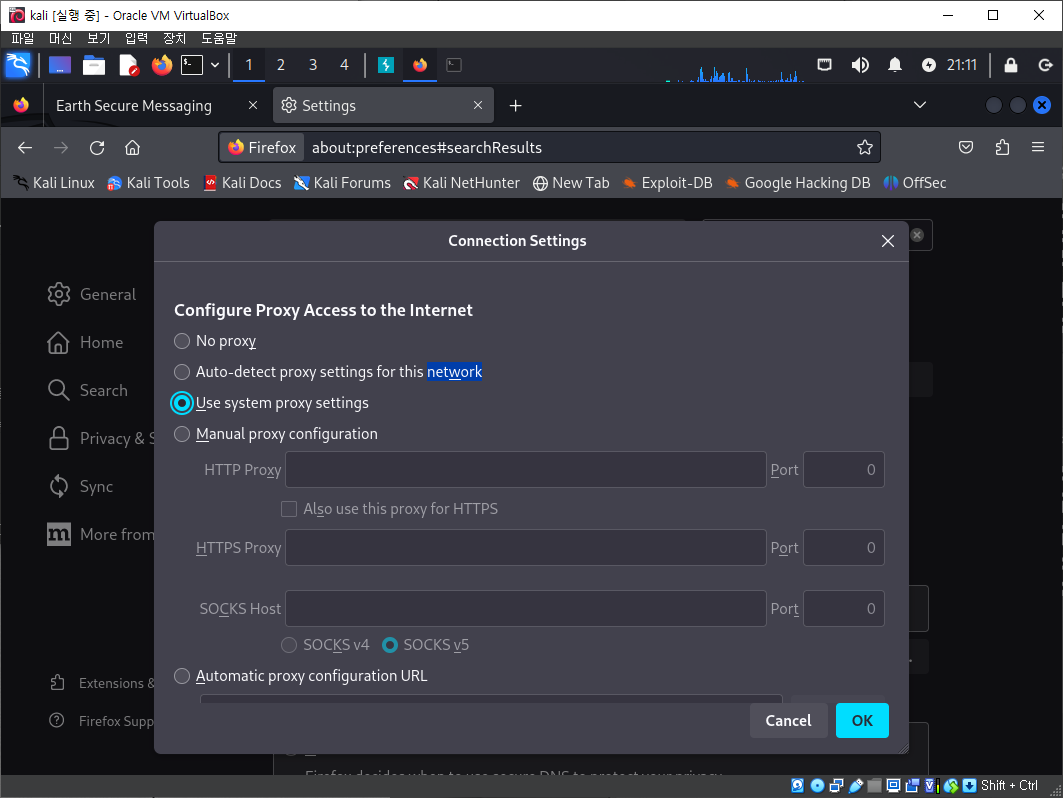 kali [실행 중] - Oracle VM VirtualBox
파일 머신 보기 입력 장치 도움말
1 2 3 4 21:11
Earth Secure Messaging Settings
Firefox about:preferences#searchResults
Kali Linux Kali Tools Kali Docs Kali Forums Kali NetHunter New Tab Exploit-DB Google Hacking DB OffSec
Connection Settings
General
Home
Search
Privacy & S
Sync
More from
Extensions &
Firefox Supp
Configure Proxy Access to the Internet
No proxy
Auto-detect proxy settings for this network
Use system proxy settings
Manual proxy configuration
HTTP Proxy Port 0
Also use this proxy for HTTPS
HTTPS Proxy Port 0
SOCKS Host Port 0
SOCKS v4 SOCKS v5
Automatic proxy configuration URL
Cancel OK
Firefox decides when to use secure DNS to protect your privacy.
Shift + Ctrl